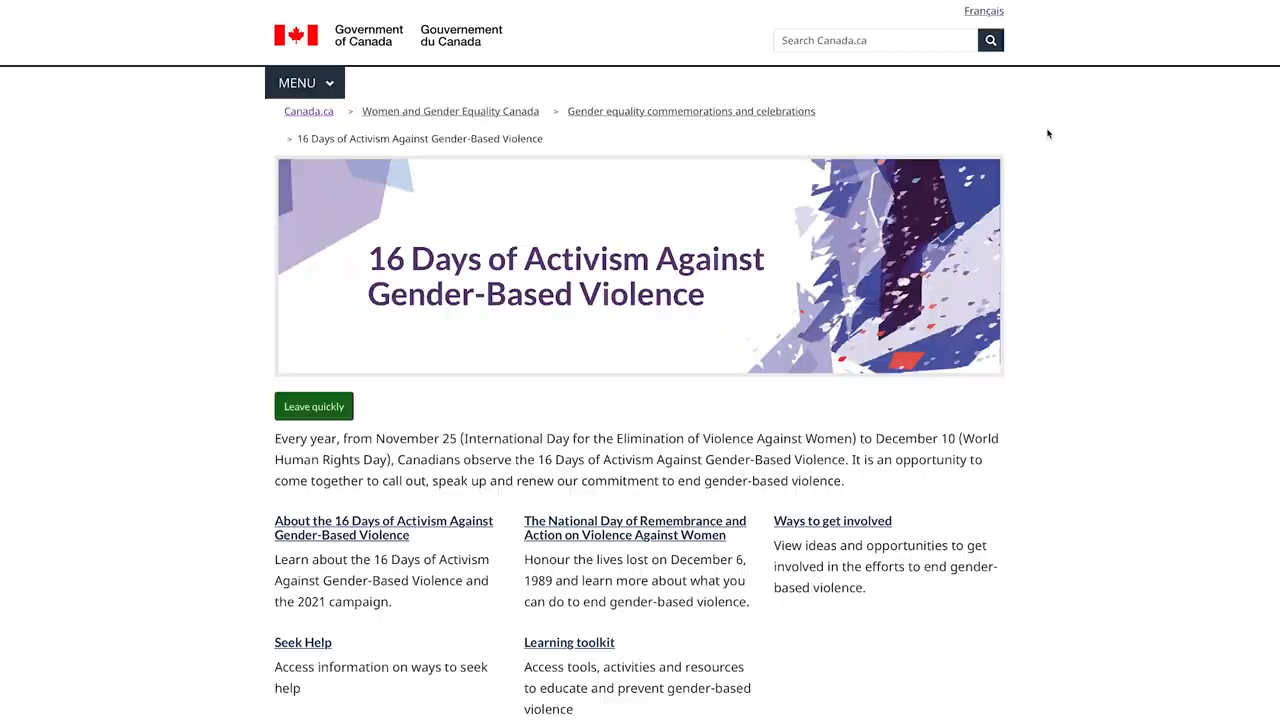 Français
Government
of Canada
Gouvernement
du Canada
Search Canada.ca
MENU
Canada.ca > Women and Gender Equality Canada > Gender equality commemorations and celebrations
> 16 Days of Activism Against Gender-Based Violence
16 Days of Activism Against
Gender-Based Violence
Leave quickly
Every year, from November 25 (International Day for the Elimination of Violence Against Women) to December 10 (World
Human Rights Day), Canadians observe the 16 Days of Activism Against Gender-Based Violence. It is an opportunity to
come together to call out, speak up and renew our commitment to end gender-based violence.
About the 16 Days of Activism Against
Gender-Based Violence
Learn about the 16 Days of Activism
Against Gender-Based Violence and
the 2021 campaign.
The National Day of Remembrance and
Action on Violence Against Women
Honour the lives lost on December 6,
1989 and learn more about what you
can do to end gender-based violence.
Ways to get involved
View ideas and opportunities to get
involved in the efforts to end gender-
based violence.
Seek Help
Access information on ways to seek
help
Learning toolkit
Access tools, activities and resources
to educate and prevent gender-based
violence